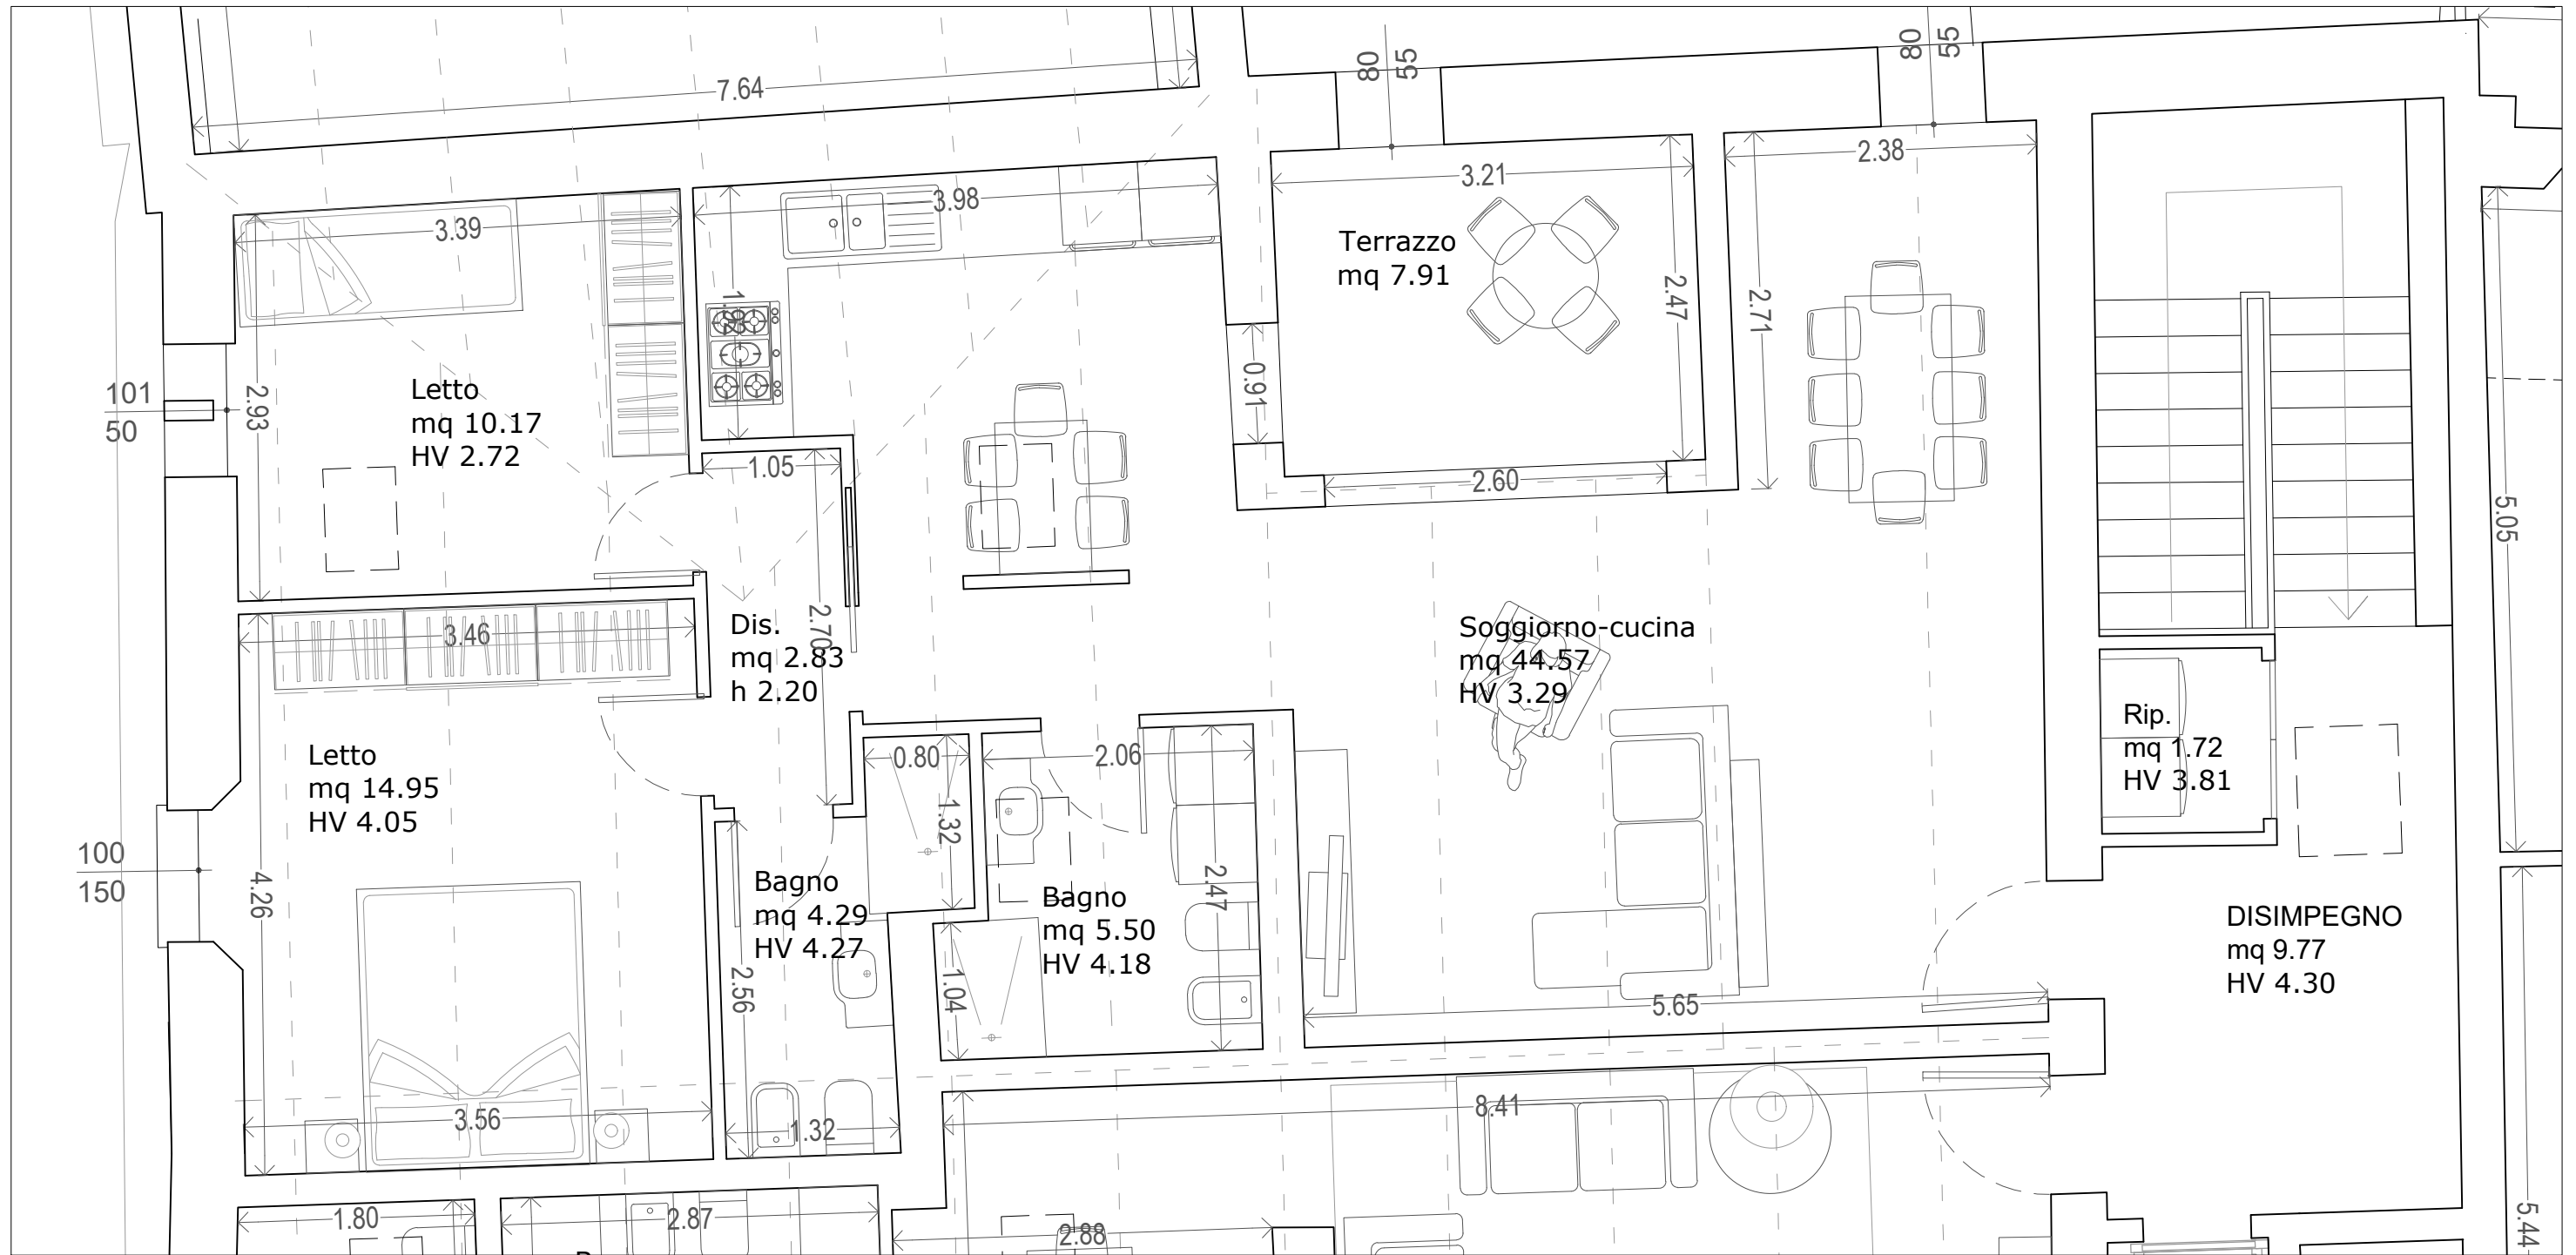 80
55
80
55
7.64
2.38
3.21
3.98
3.39
Terrazzo
mq 7.91
2.47
2.71
0.91
101
50
2.93
Letto
mq 10.17
HV 2.72
1.05
2.60
5.05
2.70
Dis.
mq 2.83
h 2.20
3.46
Soggiorno-cucina
mq 44.57
HV 3.29
Rip.
mq 1.72
HV 3.81
Letto
mq 14.95
HV 4.05
0.80
2.06
1.32
100
150
4.26
Bagno
mq 4.29
HV 4.27
2.47
Bagno
mq 5.50
HV 4.18
DISIMPEGNO
mq 9.77
HV 4.30
2.56
1.04
5.65
3.56
1.32
8.41
1.80
2.87
2.88
5.44